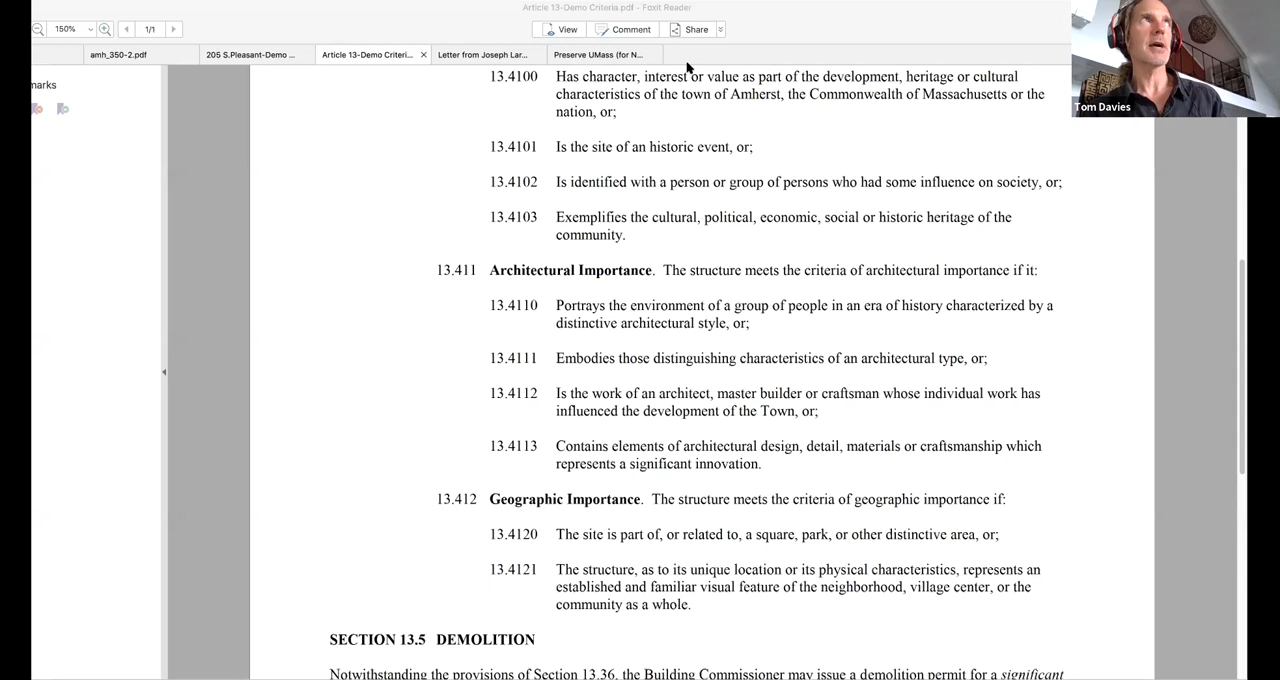 Article 13-Demo Criteria.pdf - Foxit Reader
150%
1/1
View
Comment
Share
amh_350-2.pdf
205 S.Pleasant-Demo ...
Article 13-Demo Criteri...
Letter from Joseph Lar...
Preserve UMass (for N...
marks
Tom Davies
13.4100 Has character, interest or value as part of the development, heritage or cultural
characteristics of the town of Amherst, the Commonwealth of Massachusetts or the
nation, or;
13.4101 Is the site of an historic event, or;
13.4102 Is identified with a person or group of persons who had some influence on society, or;
13.4103 Exemplifies the cultural, political, economic, social or historic heritage of the
community.
13.411 Architectural Importance. The structure meets the criteria of architectural importance if it:
13.4110 Portrays the environment of a group of people in an era of history characterized by a
distinctive architectural style, or;
13.4111 Embodies those distinguishing characteristics of an architectural type, or;
13.4112 Is the work of an architect, master builder or craftsman whose individual work has
influenced the development of the Town, or;
13.4113 Contains elements of architectural design, detail, materials or craftsmanship which
represents a significant innovation.
13.412 Geographic Importance. The structure meets the criteria of geographic importance if:
13.4120 The site is part of, or related to, a square, park, or other distinctive area, or;
13.4121 The structure, as to its unique location or its physical characteristics, represents an
established and familiar visual feature of the neighborhood, village center, or the
community as a whole.
SECTION 13.5 DEMOLITION
Notwithstanding the provisions of Section 13.36, the Building Commissioner may issue a demolition permit for a significant